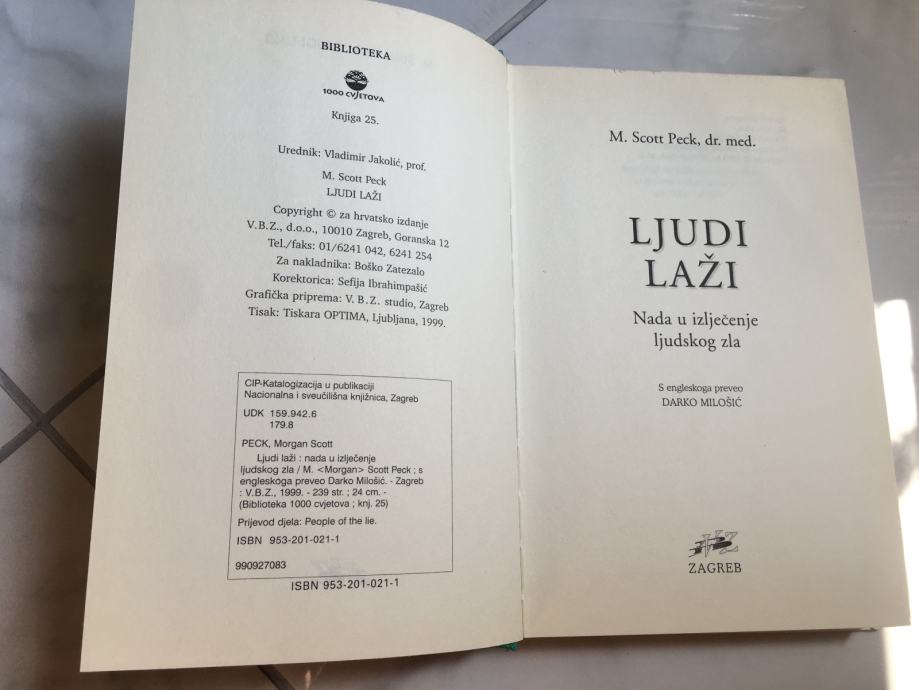 BIBLIOTEKA
1000 CVJETOVA
Knjiga 25.
Urednik: Vladimir Jakolić, prof.
M. Scott Peck
LJUDI LAŽI
Copyright © za hrvatsko izdanje
V.B.Z., d.o.o., 10010 Zagreb, Goranska 12
Tel./faks: 01/6241 042, 6241 254
Za nakladnika: Boško Zatezalo
Korektorica: Sefija Ibrahimpašić
Grafička priprema: V. B. Z. studio, Zagreb
Tisak: Tiskara OPTIMA, Ljubljana, 1999.
CIP-Katalogizacija u publikaciji
Nacionalna i sveučilišna knjižnica, Zagreb
UDK 159.942.6
179.8
PECK, Morgan Scott
Ljudi laži : nada u izlječenje
ljudskog zla / M. <Morgan> Scott Peck ; s
engleskoga preveo Darko Milošić. - Zagreb
: V.B.Z., 1999. - 239 str. ; 24 cm. -
(Biblioteka 1000 cvjetova ; knj. 25)
Prijevod djela: People of the lie.
ISBN 953-201-021-1
990927083
ISBN 953-201-021-1
M. Scott Peck, dr. med.
LJUDI
LAŽI
Nada u izlječenje
ljudskog zla
S engleskoga preveo
DARKO MILOŠIĆ
VBZ
ZAGREB